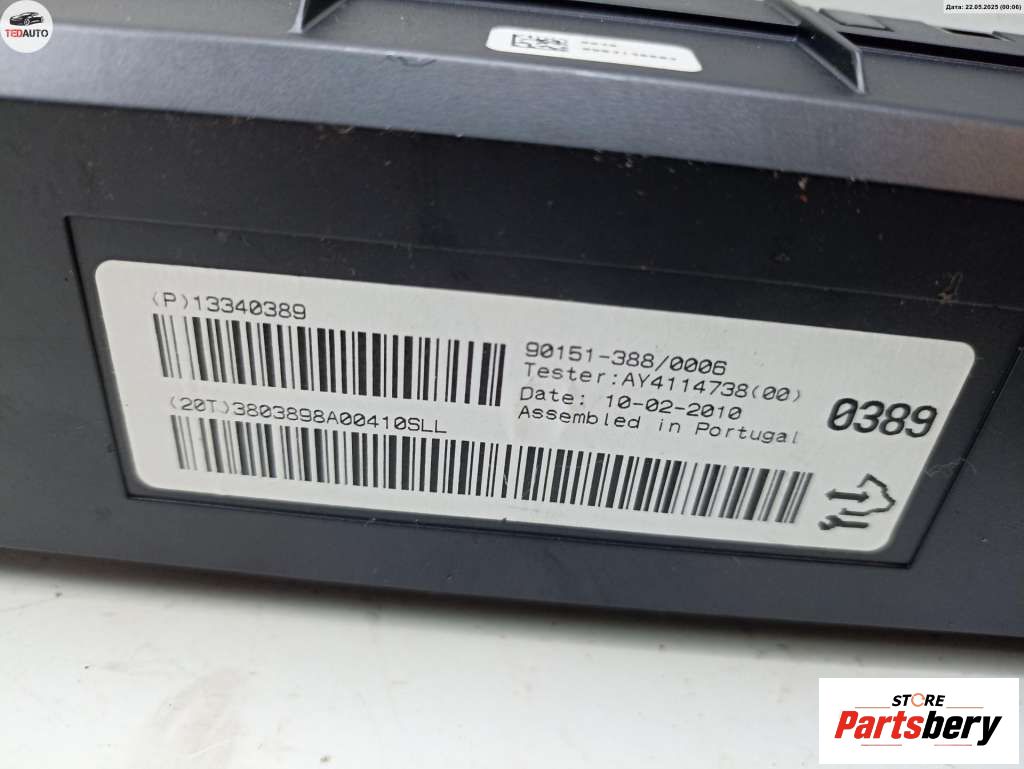 TEDAUTO
Дата: 22.05.2025 (00:06)
(P)13340389
90151-388/0006
Tester:AY4114738(00)
Date: 10-02-2010
Assembled in Portugal
0389
(20T)3803898A00410SLL
STORE
Partsbery